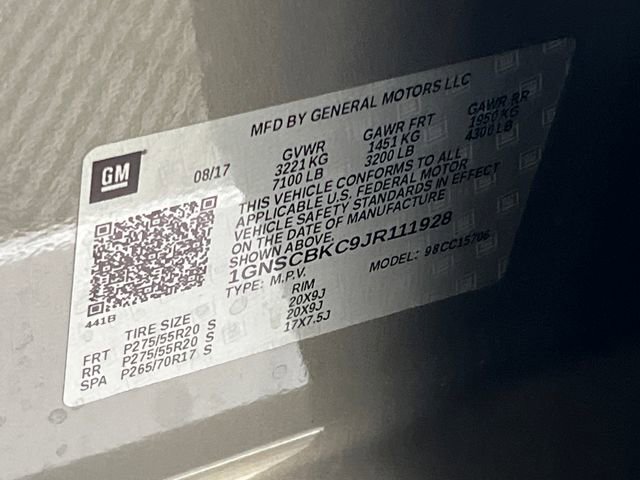 MFD BY GENERAL MOTORS LLC
GM
08/17
GVWR GAWR FRT GAWR RR
3221 KG 1451 KG 1950 KG
7100 LB 3200 LB 4300 LB
THIS VEHICLE CONFORMS TO ALL
APPLICABLE U.S. FEDERAL MOTOR
VEHICLE SAFETY STANDARDS IN EFFECT
ON THE DATE OF MANUFACTURE
SHOWN ABOVE.
1GNSCBKC9JR111928
TYPE: M.P.V. MODEL: 98CC15706
441B
TIRE SIZE RIM
FRT P275/55R20 S 20X9J
RR P275/55R20 S 20X9J
SPA P265/70R17 S 17X7.5J